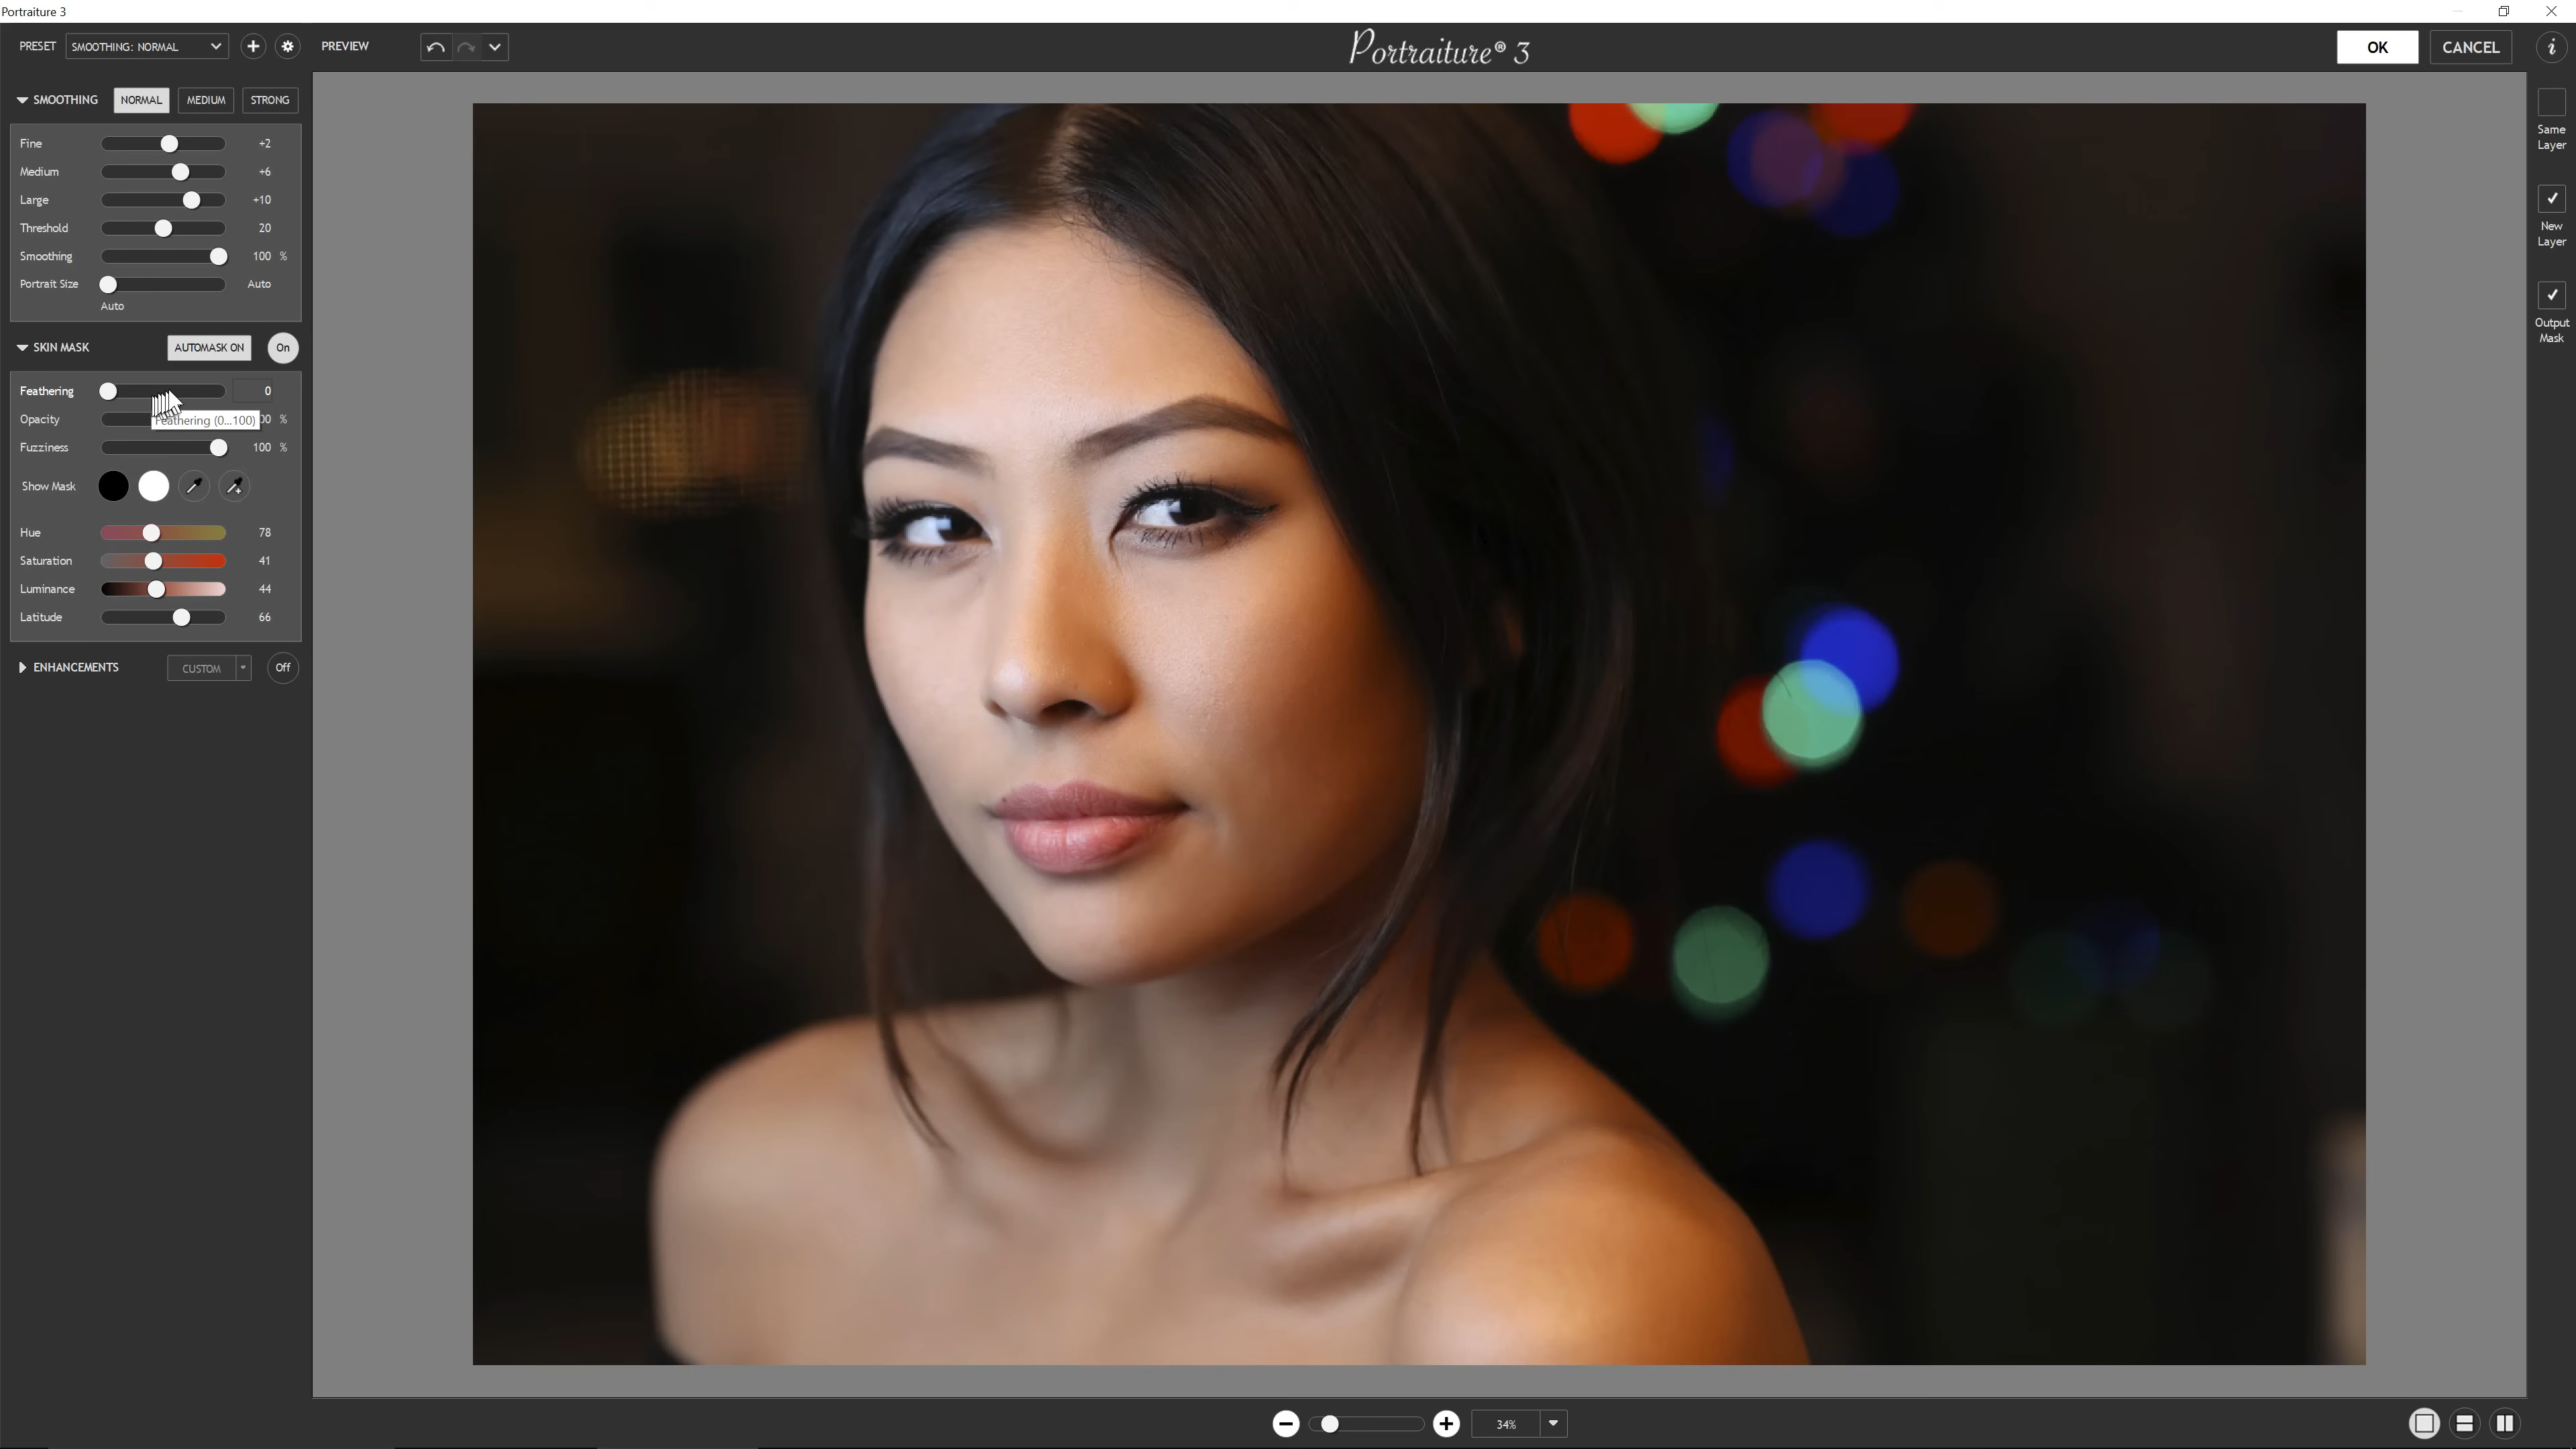 Portraiture 3
PRESET SMOOTHING: NORMAL PREVIEW Portraiture® 3 OK CANCEL i
SMOOTHING NORMAL MEDIUM STRONG
Fine +2
Medium +6
Large +10
Threshold 20
Smoothing 100 %
Portrait Size Auto
Auto
SKIN MASK AUTOMASK ON On
Feathering 0
Opacity 00 %
Feathering (0...100)
Fuzziness 100 %
Show Mask
Hue 78
Saturation 41
Luminance 44
Latitude 66
ENHANCEMENTS CUSTOM Off
Same
Layer
New
Layer
Output
Mask
34%